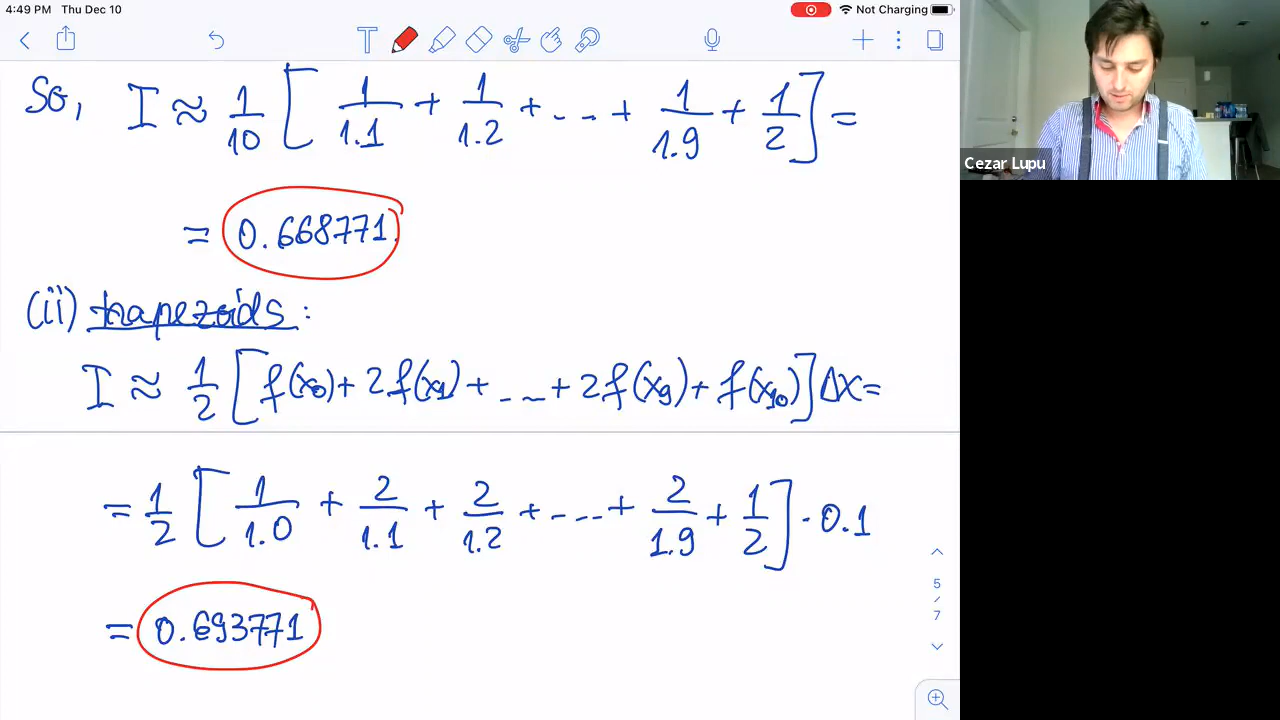 4:49 PM Thu Dec 10 Not Charging
So, I ≈ 1/10 [ 1/1.1 + 1/1.2 + ... + 1/1.9 + 1/2 ] =
= 0.668771.
(ii) trapezoids :
I ≈ 1/2 [ f(x₀) + 2f(x₁) + ... + 2f(x₉) + f(x₁₀) ] Δx =
= 1/2 [ 1/1.0 + 2/1.1 + 2/1.2 + ... + 2/1.9 + 1/2 ] · 0.1
= 0.693771
5 / 7
Cezar Lupu